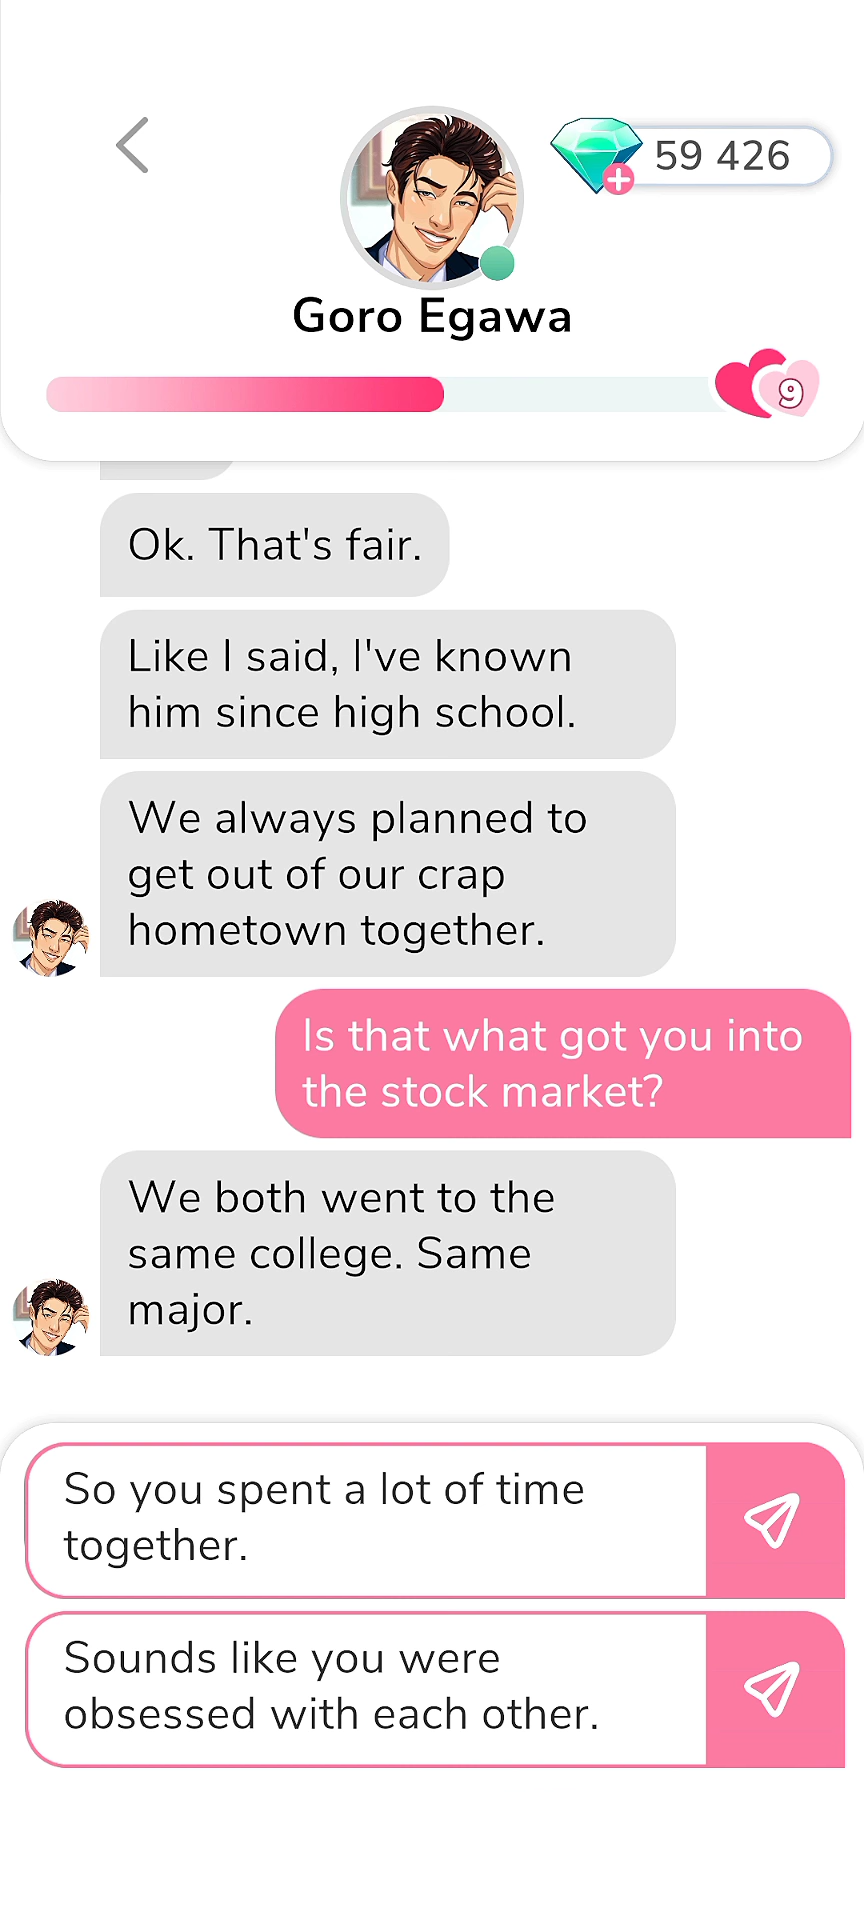 59 426
Goro Egawa
9
Ok. That's fair.
Like I said, I've known
him since high school.
We always planned to
get out of our crap
hometown together.
Is that what got you into
the stock market?
We both went to the
same college. Same
major.
So you spent a lot of time
together.
Sounds like you were
obsessed with each other.